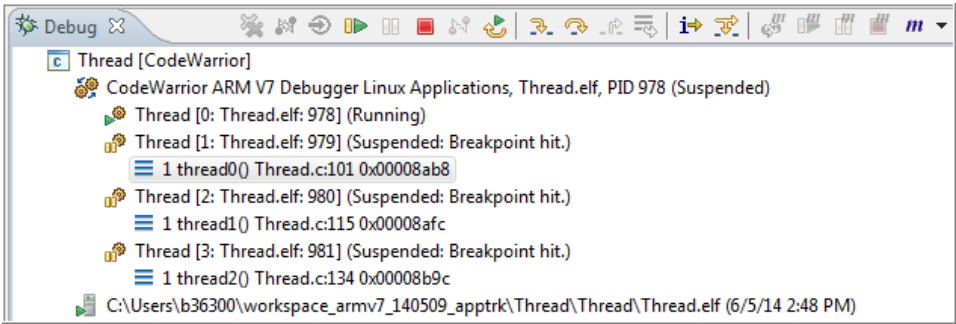 Debug
i
m
c Thread [CodeWarrior]
CodeWarrior ARM V7 Debugger Linux Applications, Thread.elf, PID 978 (Suspended)
Thread [0: Thread.elf: 978] (Running)
Thread [1: Thread.elf: 979] (Suspended: Breakpoint hit.)
1 thread0() Thread.c:101 0x00008ab8
Thread [2: Thread.elf: 980] (Suspended: Breakpoint hit.)
1 thread1() Thread.c:115 0x00008afc
Thread [3: Thread.elf: 981] (Suspended: Breakpoint hit.)
1 thread2() Thread.c:134 0x00008b9c
C:\Users\b36300\workspace_armv7_140509_apptrk\Thread\Thread\Thread.elf (6/5/14 2:48 PM)